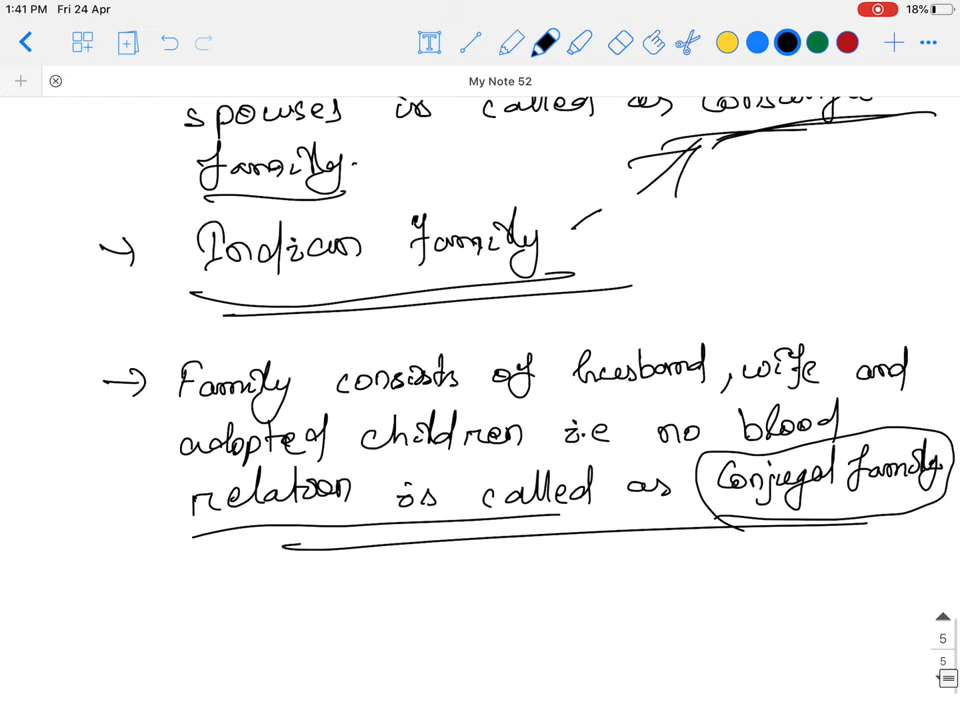 1:41 PM Fri 24 Apr
18%
My Note 52
spouses is called as
family.
→ Indian family
→ Family consists of husband, wife and
adopted children i.e no blood
relation is called as Conjugal family
5
5